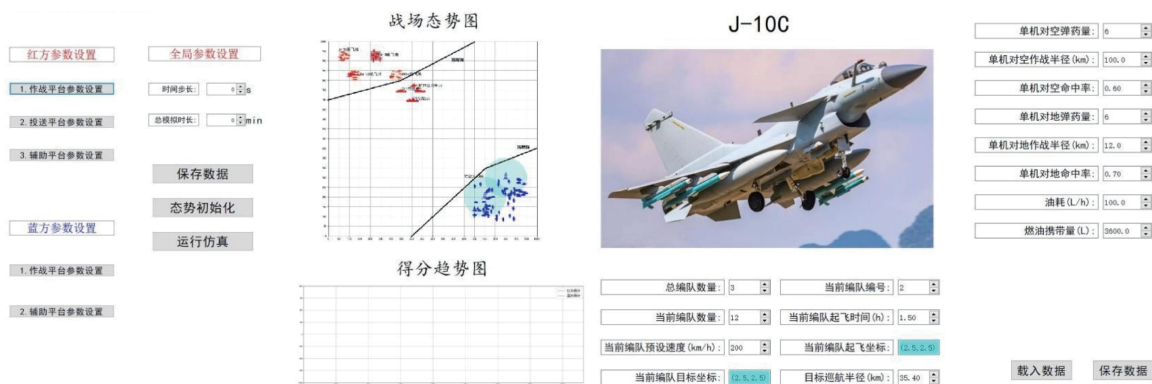 红方参数设置
1. 作战平台参数设置
2. 投送平台参数设置
3. 辅助平台参数设置
蓝方参数设置
1. 作战平台参数设置
2. 辅助平台参数设置
全局参数设置
时间步长: 0 s
总模拟时长: 0 min
保存数据
态势初始化
运行仿真
战场态势图
得分趋势图
J-10C
总编队数量: 3
当前编队编号: 2
当前编队数量: 12
当前编队起飞时间(h): 1.50
当前编队预设速度(km/h): 200
当前编队起飞坐标: (2.5,2.5)
当前编队目标坐标: (2.5,2.5)
目标巡航半径(km): 35.40
单机对空弹药量: 6
单机对空作战半径(km): 100.0
单机对空命中率: 0.60
单机对地弹药量: 6
单机对地作战半径(km): 12.0
单机对地命中率: 0.70
油耗(L/h): 100.0
燃油携带量(L): 3600.0
载入数据
保存数据